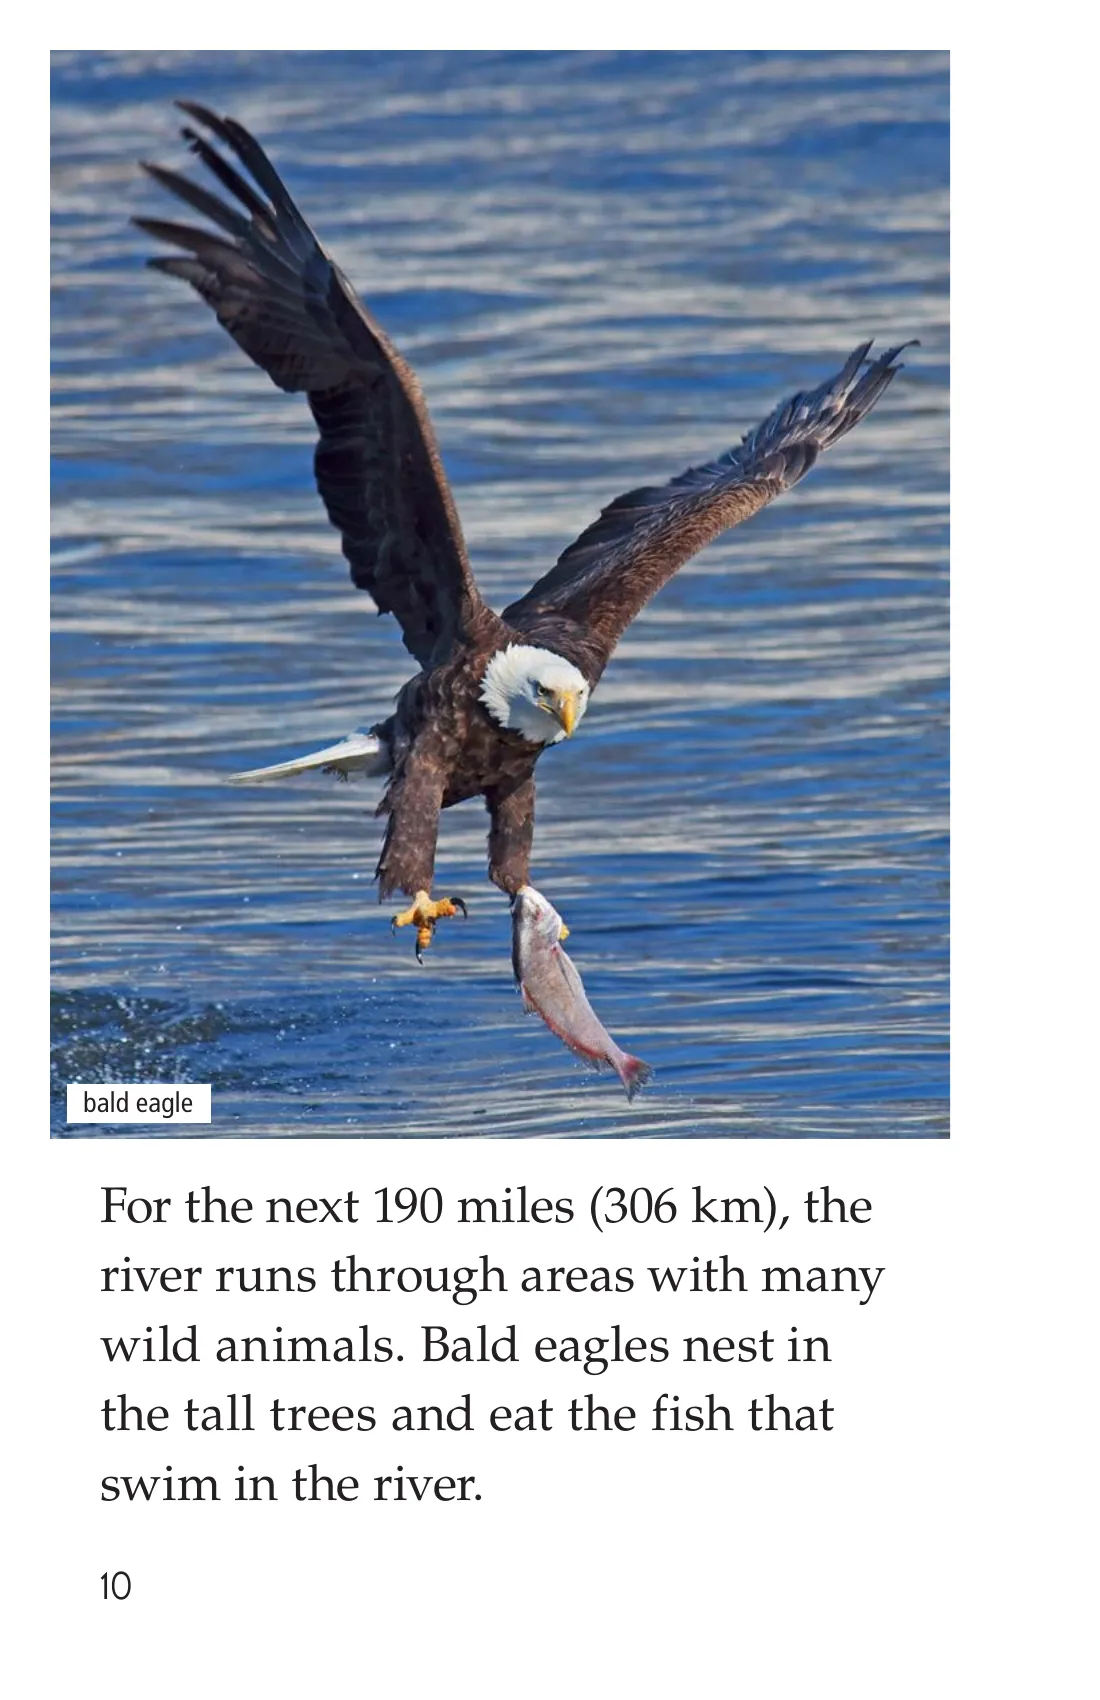 bald eagle
For the next 190 miles (306 km), the
river runs through areas with many
wild animals. Bald eagles nest in
the tall trees and eat the fish that
swim in the river.
10